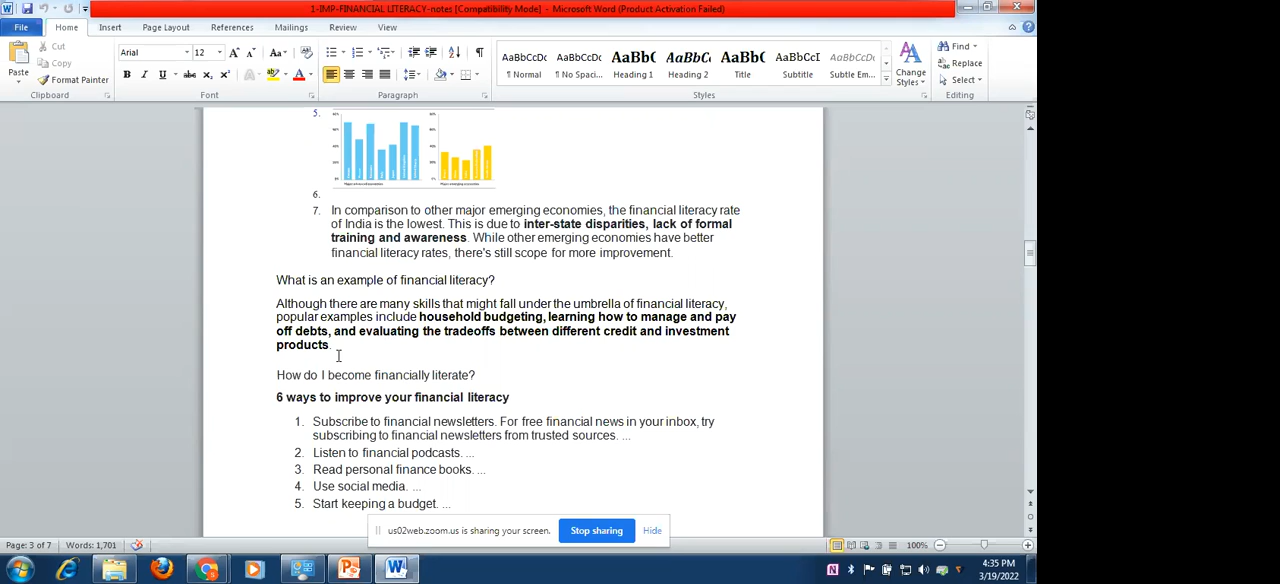 1-IMP-FINANCIAL LITERACY-notes [Compatibility Mode] - Microsoft Word (Product Activation Failed)
File Home Insert Page Layout References Mailings Review View
Paste
Cut
Copy
Format Painter
Clipboard
Arial 12
Font
Paragraph
AaBbCcDc AaBbCcDc AaBb( AaBbCc AaBb( AaBbCcI AaBbCcDc
¶ Normal ¶ No Spaci... Heading 1 Heading 2 Title Subtitle Subtle Em...
Styles
Change Styles
Find
Replace
Select
Editing
5.
6.
7. In comparison to other major emerging economies, the financial literacy rate
of India is the lowest. This is due to inter-state disparities, lack of formal
training and awareness. While other emerging economies have better
financial literacy rates, there's still scope for more improvement.
What is an example of financial literacy?
Although there are many skills that might fall under the umbrella of financial literacy,
popular examples include household budgeting, learning how to manage and pay
off debts, and evaluating the tradeoffs between different credit and investment
products.
How do I become financially literate?
6 ways to improve your financial literacy
1. Subscribe to financial newsletters. For free financial news in your inbox, try
subscribing to financial newsletters from trusted sources. ...
2. Listen to financial podcasts. ...
3. Read personal finance books. ...
4. Use social media. ...
5. Start keeping a budget. ...
us02web.zoom.us is sharing your screen. Stop sharing Hide
Page: 3 of 7 Words: 1,701 100%
4:35 PM
3/19/2022